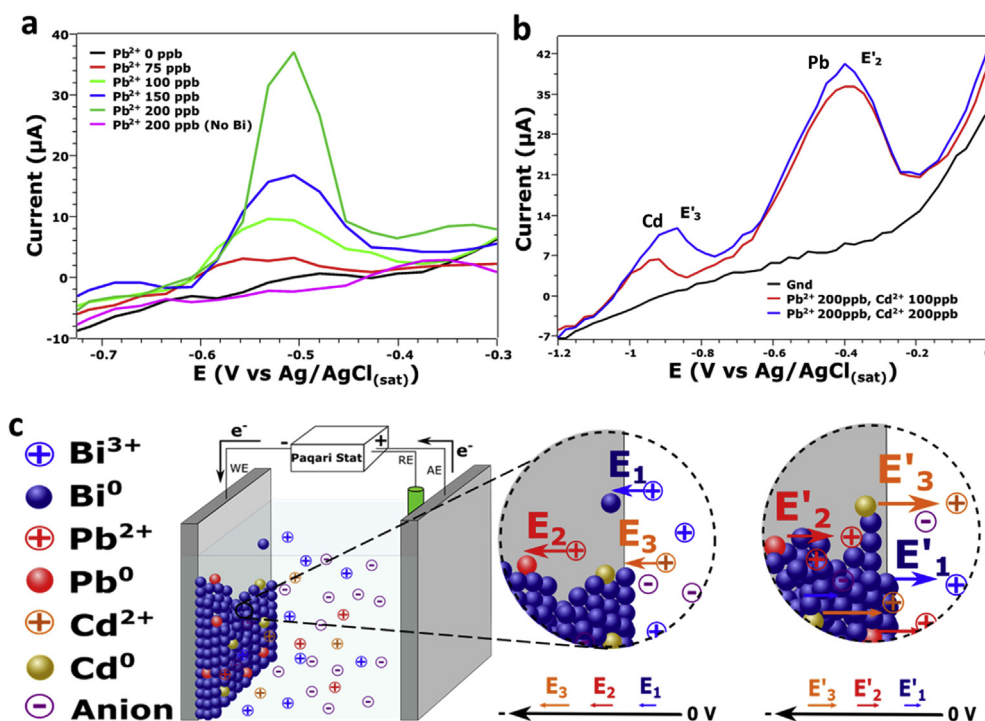 a
Current (µA)
40
30
20
10
0
-10
Pb²⁺ 0 ppb
Pb²⁺ 75 ppb
Pb²⁺ 100 ppb
Pb²⁺ 150 ppb
Pb²⁺ 200 ppb
Pb²⁺ 200 ppb (No Bi)
-0.7
-0.6
-0.5
-0.4
-0.3
E (V vs Ag/AgCl(sat))
b
Current (µA)
42
35
28
21
14
7
0
-7
Pb
E'₂
Cd
E'₃
Gnd
Pb²⁺ 200ppb, Cd²⁺ 100ppb
Pb²⁺ 200ppb, Cd²⁺ 200ppb
-1.2
-1
-0.8
-0.6
-0.4
-0.2
0
E (V vs Ag/AgCl(sat))
c
Bi³⁺
Bi⁰
Pb²⁺
Pb⁰
Cd²⁺
Cd⁰
Anion
e⁻
- +
Paqari Stat
e⁻
WE
RE
AE
E₁
E₂
E₃
E₃ E₂ E₁
0 V
E'₃
E'₂
E'₁
E'₃ E'₂ E'₁
0 V